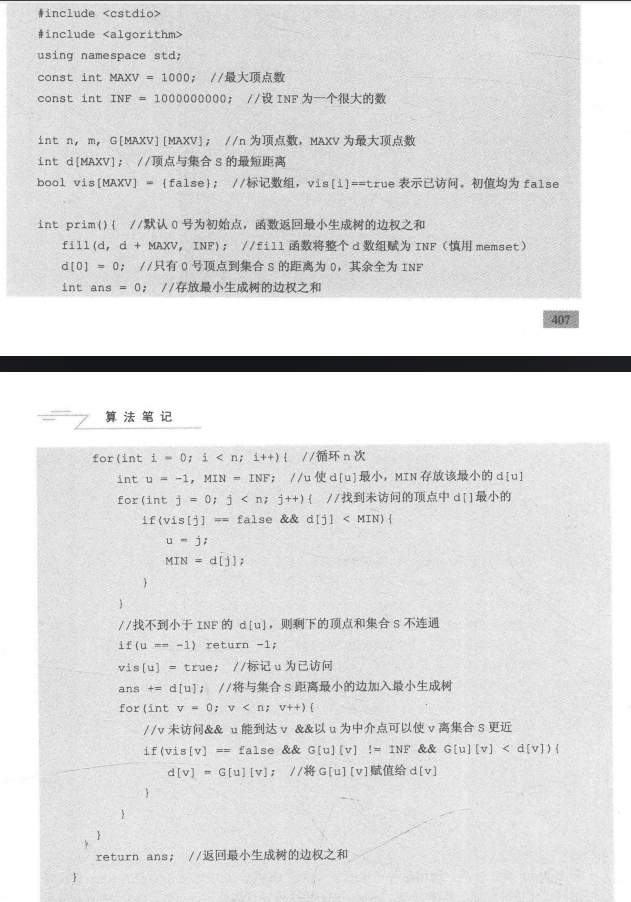 #include <cstdio>
#include <algorithm>
using namespace std;
const int MAXV = 1000;  //最大顶点数
const int INF = 1000000000;  //设 INF 为一个很大的数
int n, m, G[MAXV][MAXV];  //n 为顶点数，MAXV 为最大顶点数
int d[MAXV];  //顶点与集合 S 的最短距离
bool vis[MAXV] = {false};  //标记数组，vis[i]==true 表示已访问。初值均为 false
int prim(){  //默认 0 号为初始点，函数返回最小生成树的边权之和
fill(d, d + MAXV, INF);  //fill 函数将整个 d 数组赋为 INF（慎用 memset）
d[0] = 0;  //只有 0 号顶点到集合 S 的距离为 0，其余全为 INF
int ans = 0;  //存放最小生成树的边权之和
407
算法笔记
for(int i = 0; i < n; i++){  //循环 n 次
int u = -1, MIN = INF;  //u 使 d[u]最小，MIN 存放该最小的 d[u]
for(int j = 0; j < n; j++){  //找到未访问的顶点中 d[]最小的
if(vis[j] == false && d[j] < MIN){
u = j;
MIN = d[j];
}
}
//找不到小于 INF 的 d[u]，则剩下的顶点和集合 S 不连通
if(u == -1) return -1;
vis[u] = true;  //标记 u 为已访问
ans += d[u];  //将与集合 S 距离最小的边加入最小生成树
for(int v = 0; v < n; v++){
//v 未访问&& u 能到达 v &&以 u 为中介点可以使 v 离集合 S 更近
if(vis[v] == false && G[u][v] != INF && G[u][v] < d[v]){
d[v] = G[u][v];  //将 G[u][v]赋值给 d[v]
}
}
}
return ans;  //返回最小生成树的边权之和
}